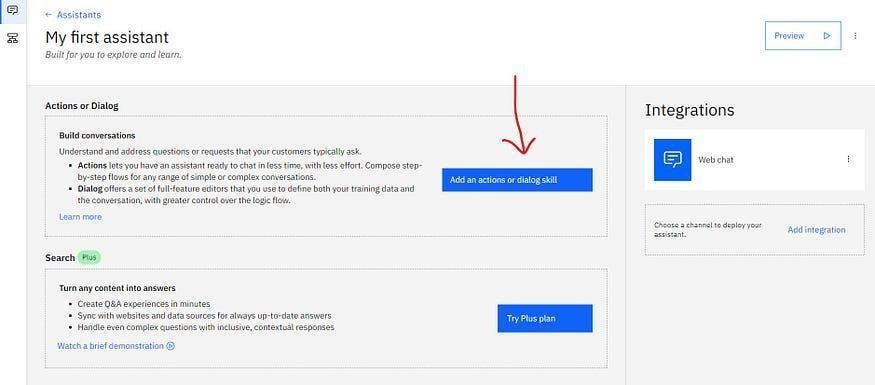 ← Assistants
My first assistant
Built for you to explore and learn.
Preview
Actions or Dialog
Build conversations
Understand and address questions or requests that your customers typically ask.
• Actions lets you have an assistant ready to chat in less time, with less effort. Compose step-
by-step flows for any range of simple or complex conversations.
• Dialog offers a set of full-feature editors that you use to define both your training data and
the conversation, with greater control over the logic flow.
Learn more
Add an actions or dialog skill
Search Plus
Turn any content into answers
• Create Q&A experiences in minutes
• Sync with websites and data sources for always up-to-date answers
• Handle even complex questions with inclusive, contextual responses
Watch a brief demonstration
Try Plus plan
Integrations
Web chat
Choose a channel to deploy your
assistant.
Add integration